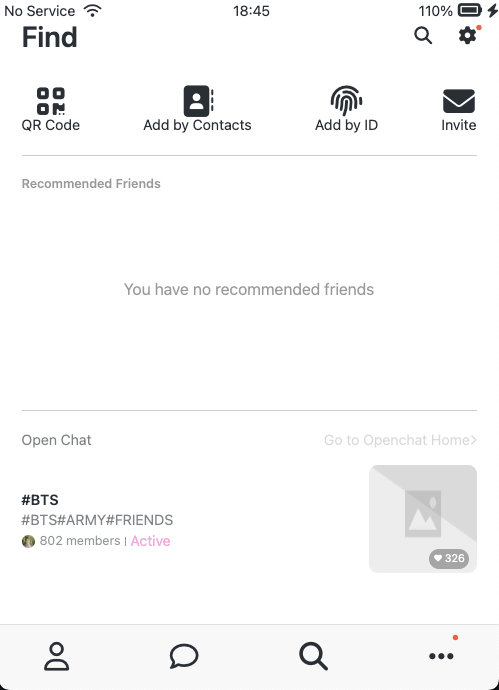 No Service 18:45 110%
Find
QR Code Add by Contacts Add by ID Invite
Recommended Friends
You have no recommended friends
Open Chat Go to Openchat Home>
#BTS
#BTS#ARMY#FRIENDS
802 members | Active
326